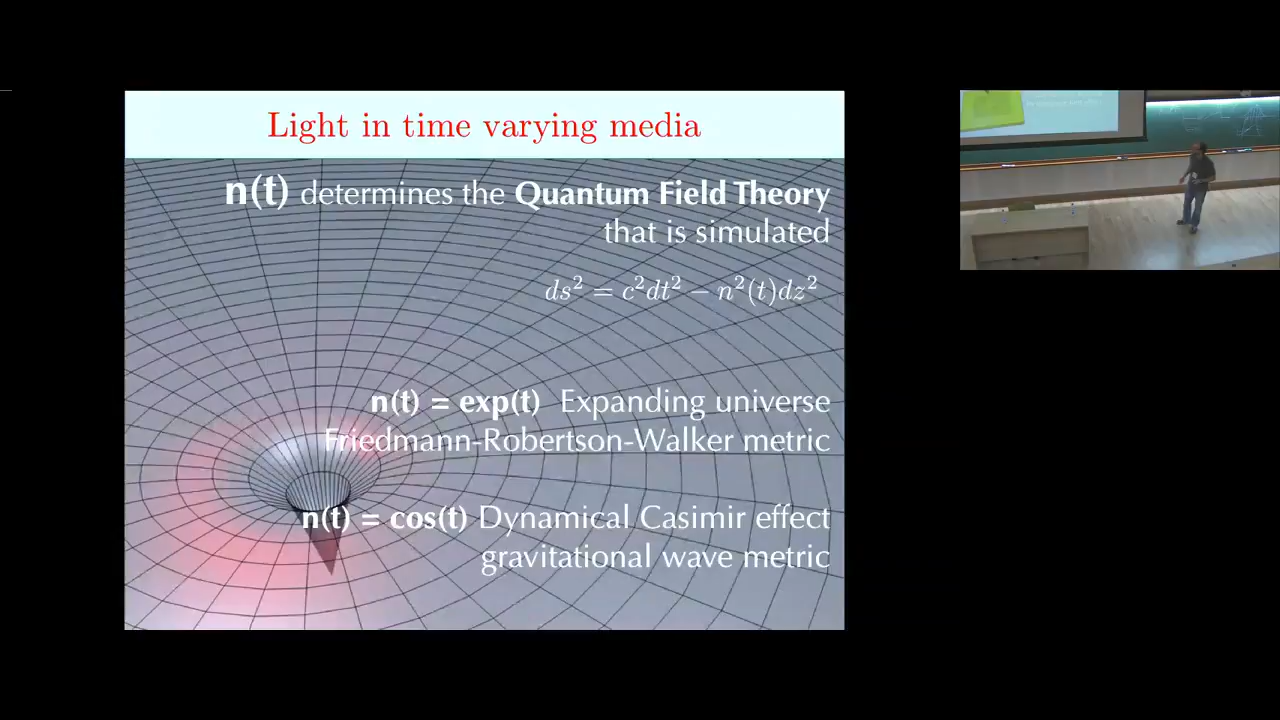 Light in time varying media
n(t) determines the Quantum Field Theory
that is simulated
ds² = c²dt² − n²(t)dz²
n(t) = exp(t) Expanding universe
Friedmann-Robertson-Walker metric
n(t) = cos(t) Dynamical Casimir effect
gravitational wave metric